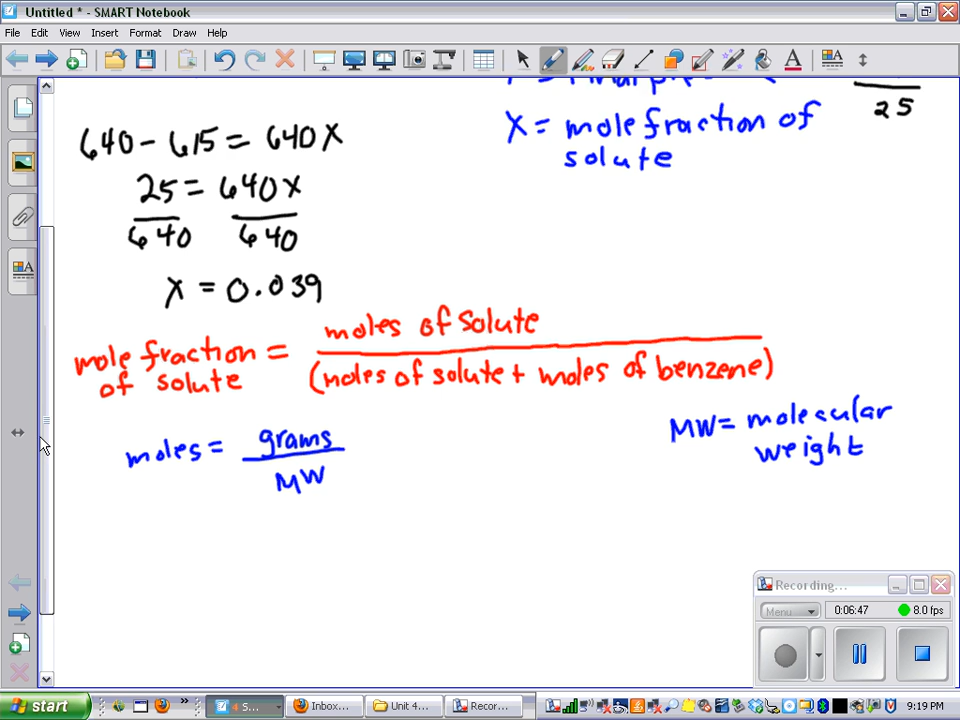 Untitled * - SMART Notebook
File Edit View Insert Format Draw Help
25
X = mole fraction of
solute
640 - 615 = 640X
25 = 640x
640 640
X = 0.039
mole fraction = moles of solute
of solute (moles of solute + moles of benzene)
MW = molecular
weight
moles = grams
MW
Recording...
Menu 0:06:47 8.0 fps
start 4 S... Inbox... Unit 4... Recor... 9:19 PM